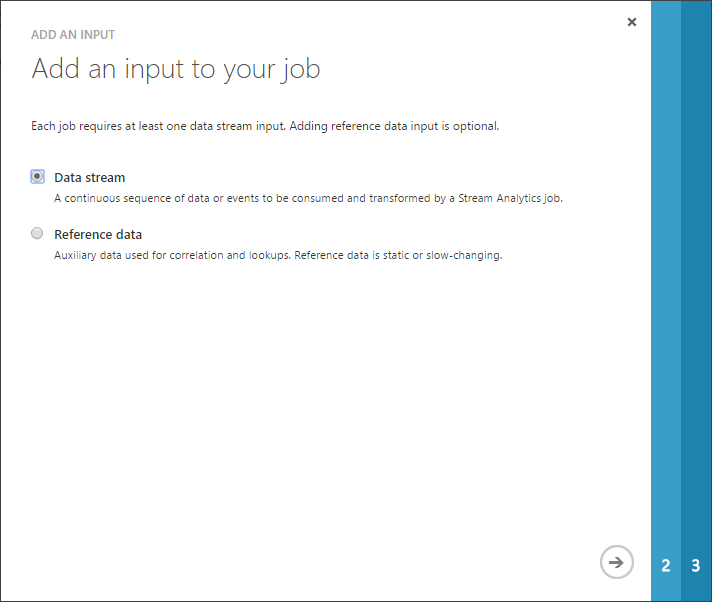 ADD AN INPUT
Add an input to your job
Each job requires at least one data stream input. Adding reference data input is optional.
Data stream
A continuous sequence of data or events to be consumed and transformed by a Stream Analytics job.
Reference data
Auxiliary data used for correlation and lookups. Reference data is static or slow-changing.
2 3